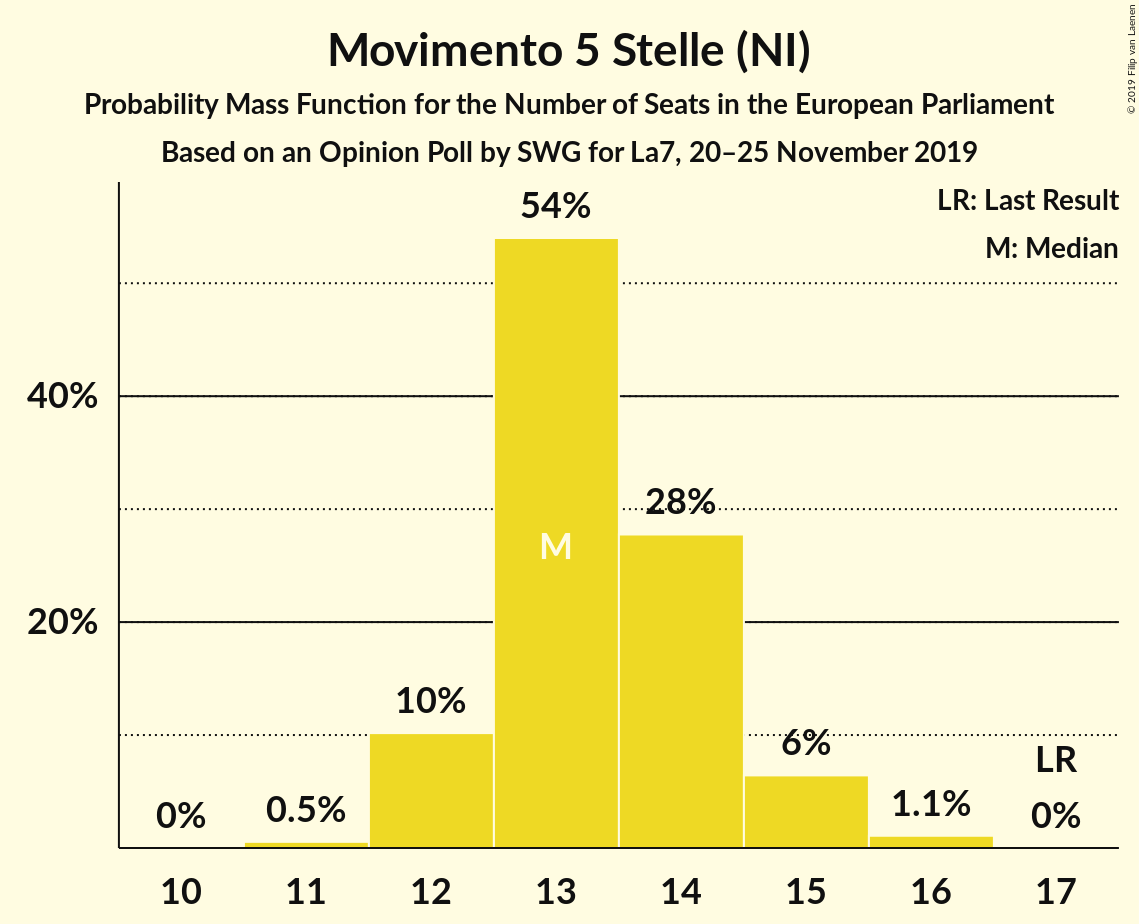 Movimento 5 Stelle (NI)
Probability Mass Function for the Number of Seats in the European Parliament
Based on an Opinion Poll by SWG for La7, 20–25 November 2019
© 2019 Filip van Laenen
LR: Last Result
M: Median
54%
40%
28%
M
20%
10%
6%
LR
0%
0.5%
1.1%
0%
10 11 12 13 14 15 16 17